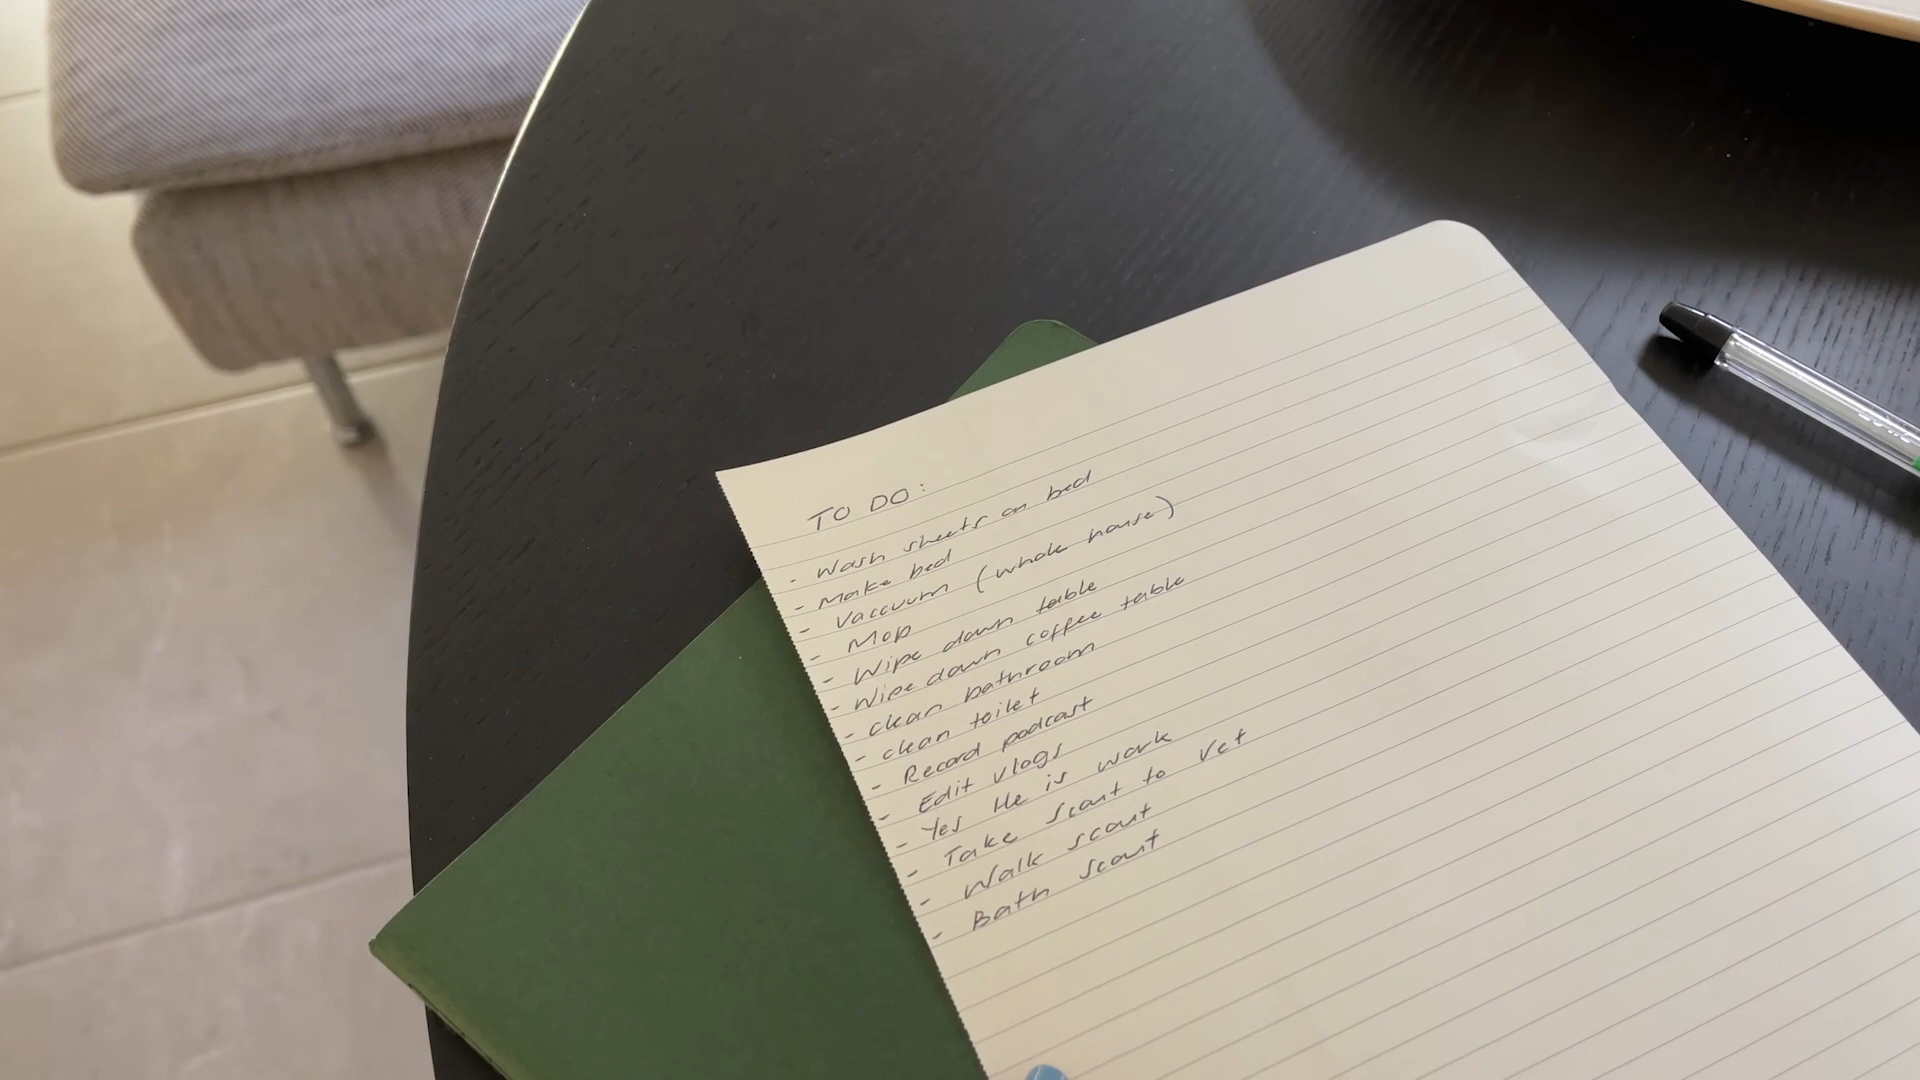 TO DO:
- Wash sheets on bed
- Make bed
- Vaccuum (whole house)
- Mop
- Wipe down table
- Wipe down coffee table
- clean bathroom
- clean toilet
- Record podcast
- Edit vlogs
- Yes He is work
- Take scout to vet
- Walk scout
- Bath scout